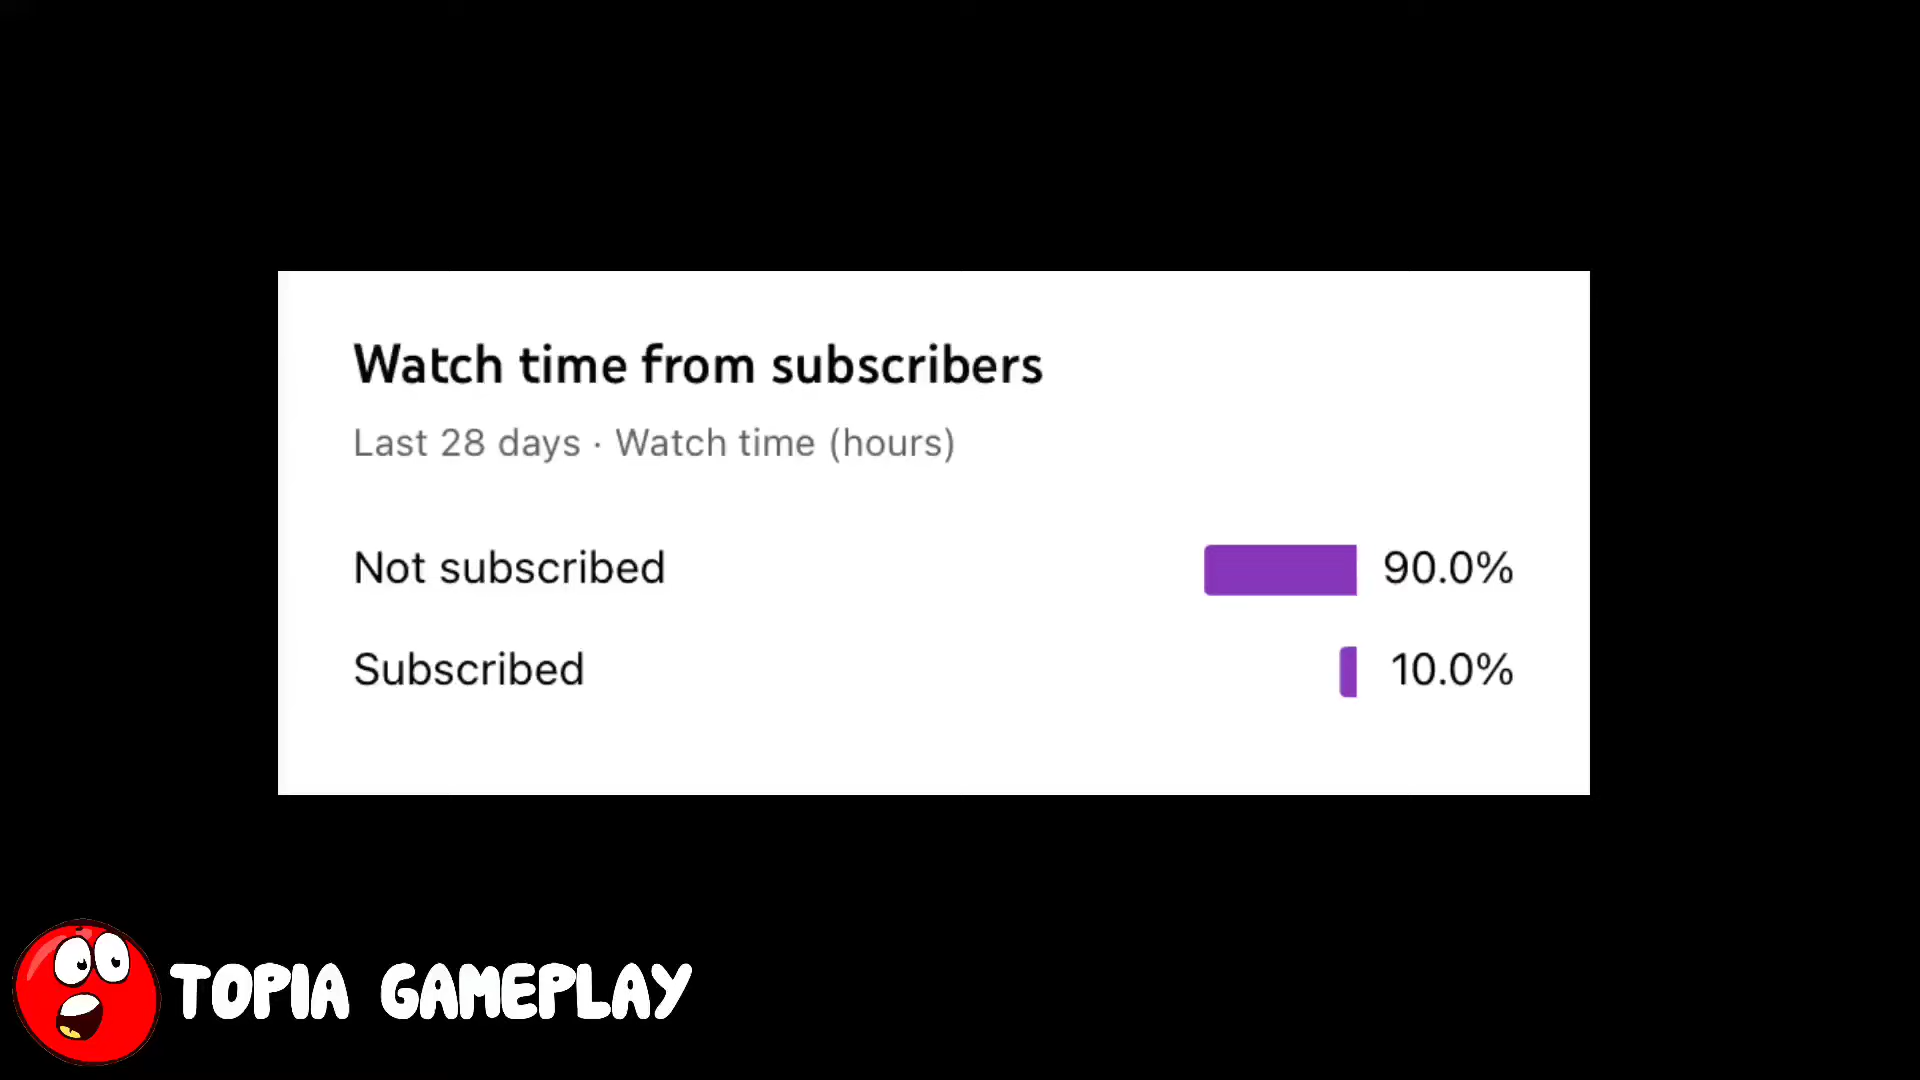 Watch time from subscribers
Last 28 days · Watch time (hours)
Not subscribed 90.0%
Subscribed 10.0%
TOPIA GAMEPLAY